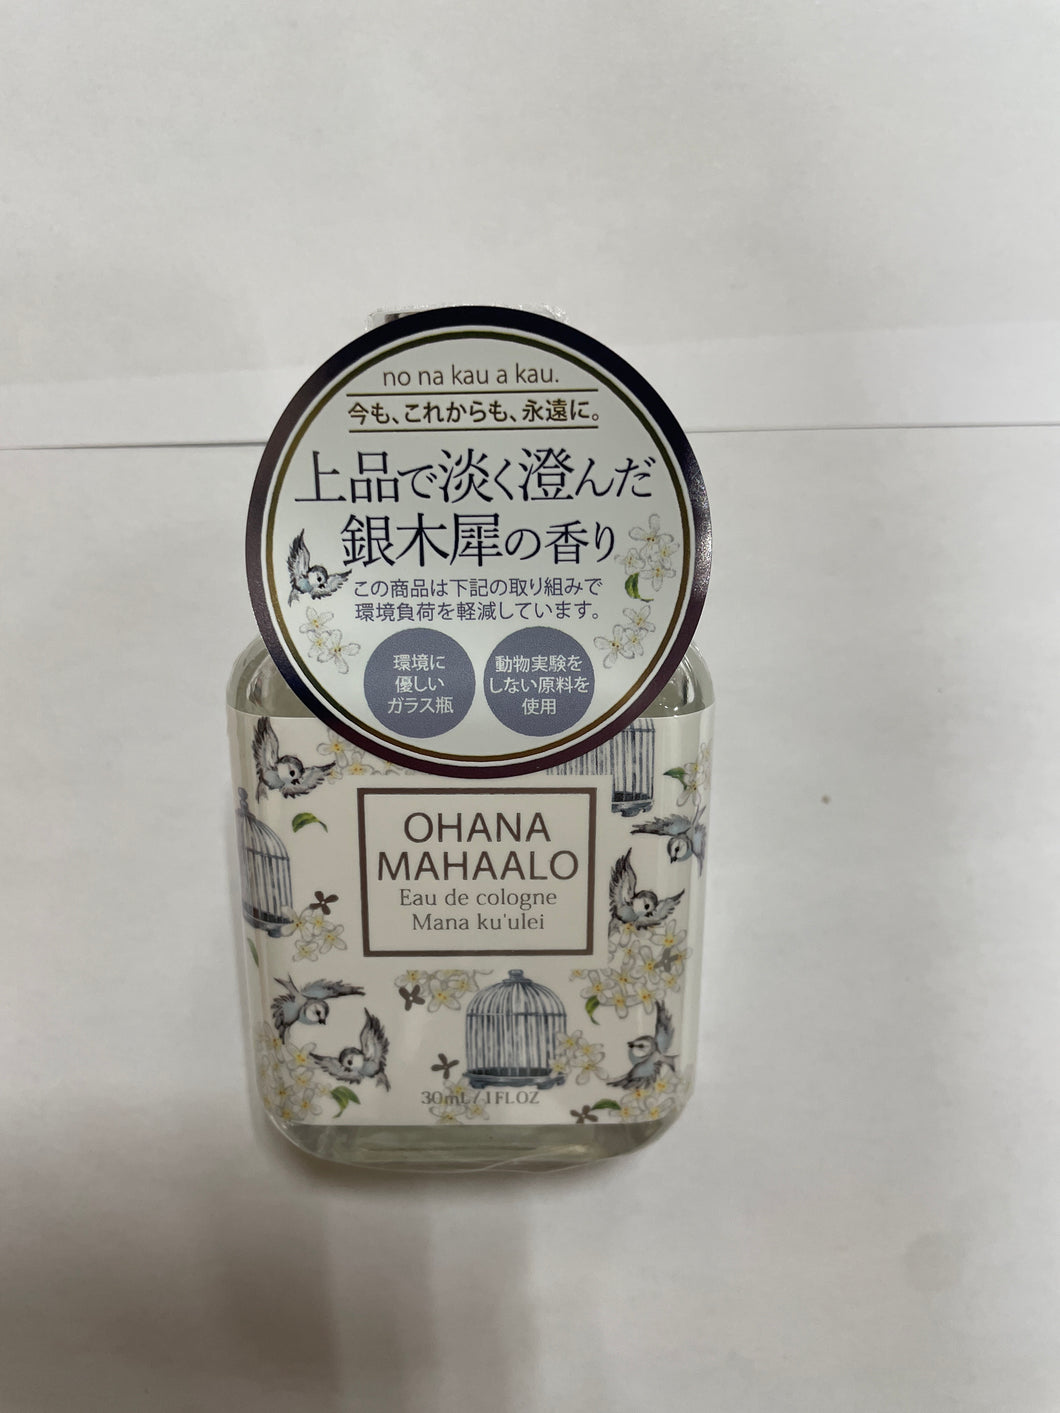 no na kau a kau.
今も、これからも、永遠に。
上品で淡く澄んだ
銀木犀の香り
この商品は下記の取り組みで
環境負荷を軽減しています。
環境に
優しい
ガラス瓶
動物実験を
しない原料を
使用
OHANA
MAHAALO
Eau de cologne
Mana ku'ulei
30mL / 1FLOZ